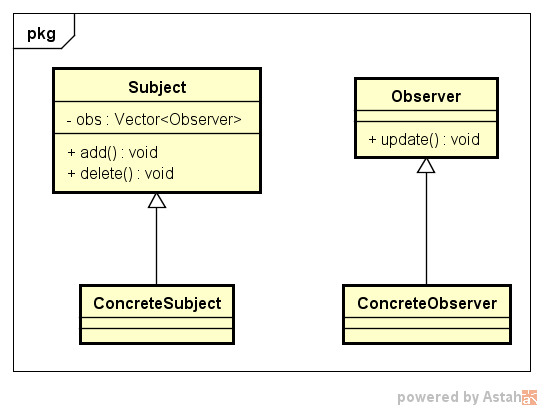 pkg
Subject
- obs : Vector<Observer>
+ add() : void
+ delete() : void
Observer
+ update() : void
ConcreteSubject
ConcreteObserver
powered by Astah